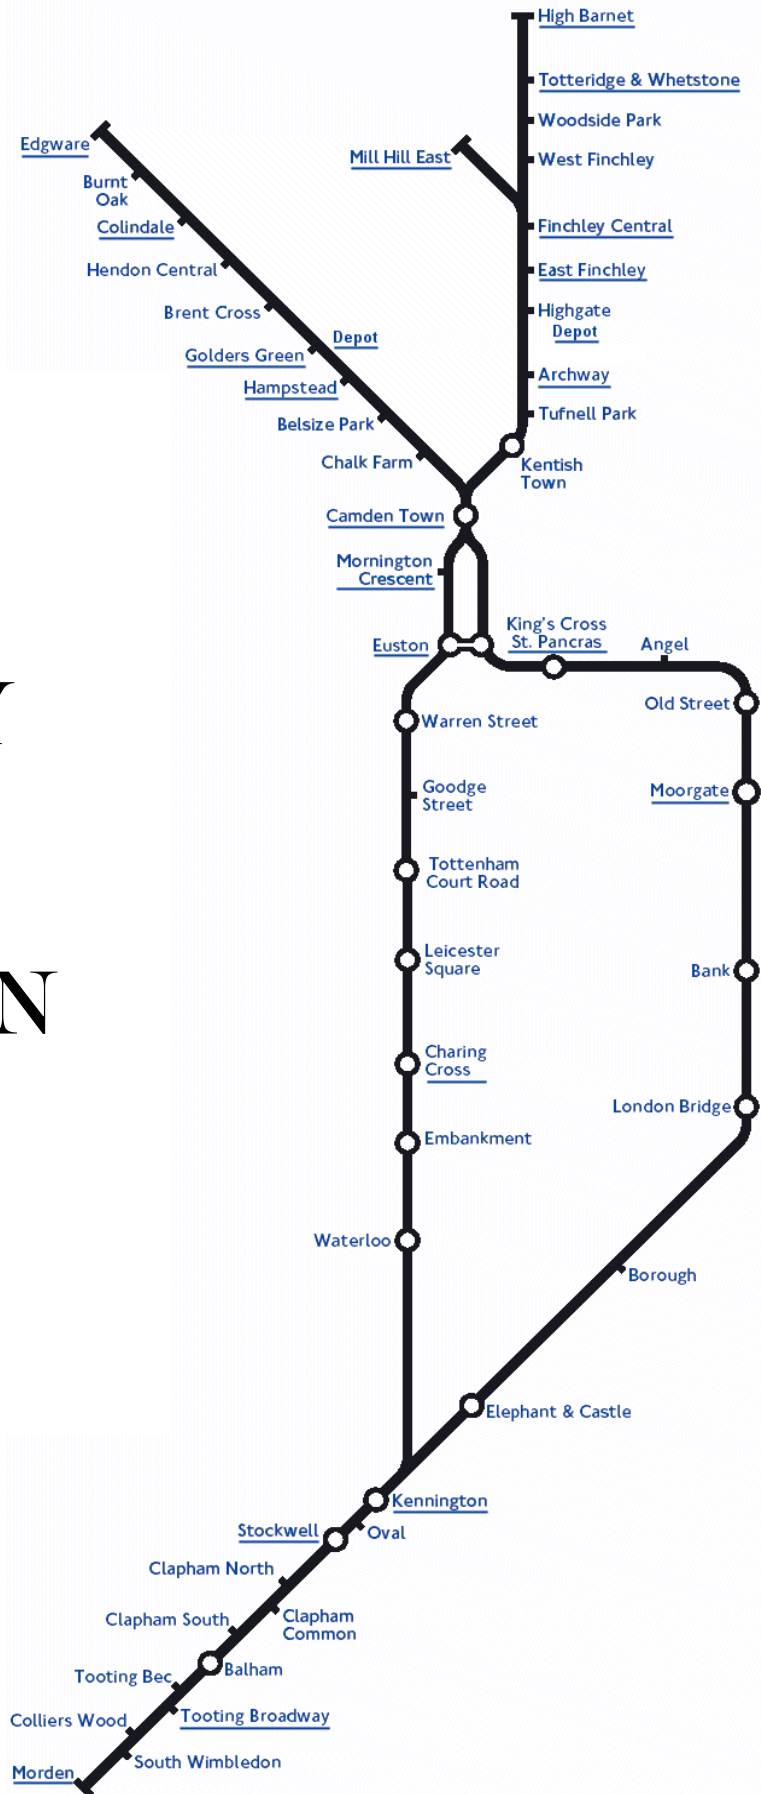 High Barnet
Totteridge & Whetstone
Woodside Park
West Finchley
Mill Hill East
Finchley Central
East Finchley
Highgate
Depot
Archway
Tufnell Park
Kentish
Town
Edgware
Burnt
Oak
Colindale
Hendon Central
Brent Cross
Depot
Golders Green
Hampstead
Belsize Park
Chalk Farm
Camden Town
Mornington
Crescent
Euston
King's Cross
St. Pancras
Angel
Old Street
Moorgate
Bank
London Bridge
Borough
Elephant & Castle
Warren Street
Goodge
Street
Tottenham
Court Road
Leicester
Square
Charing
Cross
Embankment
Waterloo
Kennington
Oval
Stockwell
Clapham North
Clapham
Common
Clapham South
Balham
Tooting Bec
Tooting Broadway
Colliers Wood
South Wimbledon
Morden
N